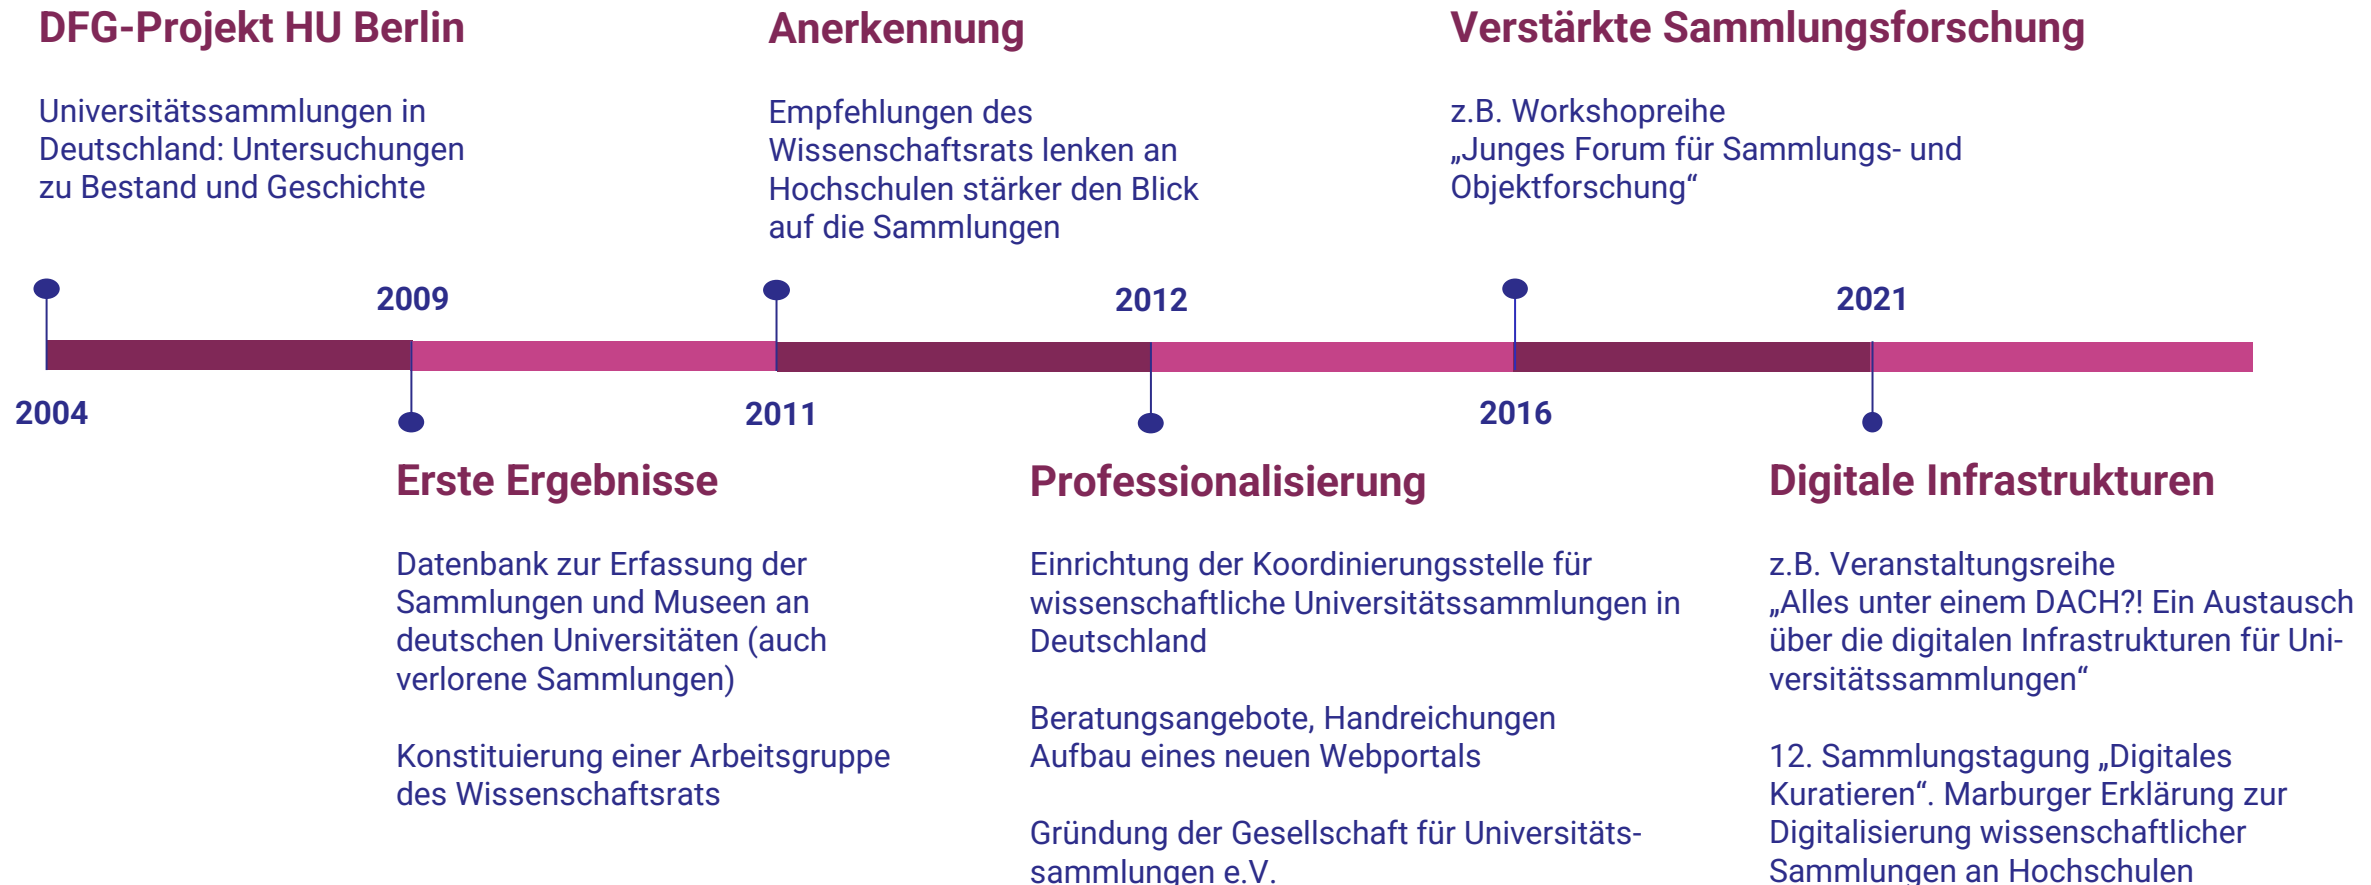 DFG-Projekt HU Berlin
Universitätssammlungen in
Deutschland: Untersuchungen
zu Bestand und Geschichte
Anerkennung
Empfehlungen des
Wissenschaftsrats lenken an
Hochschulen stärker den Blick
auf die Sammlungen
Verstärkte Sammlungsforschung
z.B. Workshopreihe
„Junges Forum für Sammlungs- und
Objektforschung“
2009
2012
2021
2004
2011
2016
Erste Ergebnisse
Datenbank zur Erfassung der
Sammlungen und Museen an
deutschen Universitäten (auch
verlorene Sammlungen)
Konstituierung einer Arbeitsgruppe
des Wissenschaftsrats
Professionalisierung
Einrichtung der Koordinierungsstelle für
wissenschaftliche Universitätssammlungen in
Deutschland
Beratungsangebote, Handreichungen
Aufbau eines neuen Webportals
Gründung der Gesellschaft für Universitäts-
sammlungen e.V.
Digitale Infrastrukturen
z.B. Veranstaltungsreihe
„Alles unter einem DACH?! Ein Austausch
über die digitalen Infrastrukturen für Uni-
versitätssammlungen“
12. Sammlungstagung „Digitales
Kuratieren“. Marburger Erklärung zur
Digitalisierung wissenschaftlicher
Sammlungen an Hochschulen